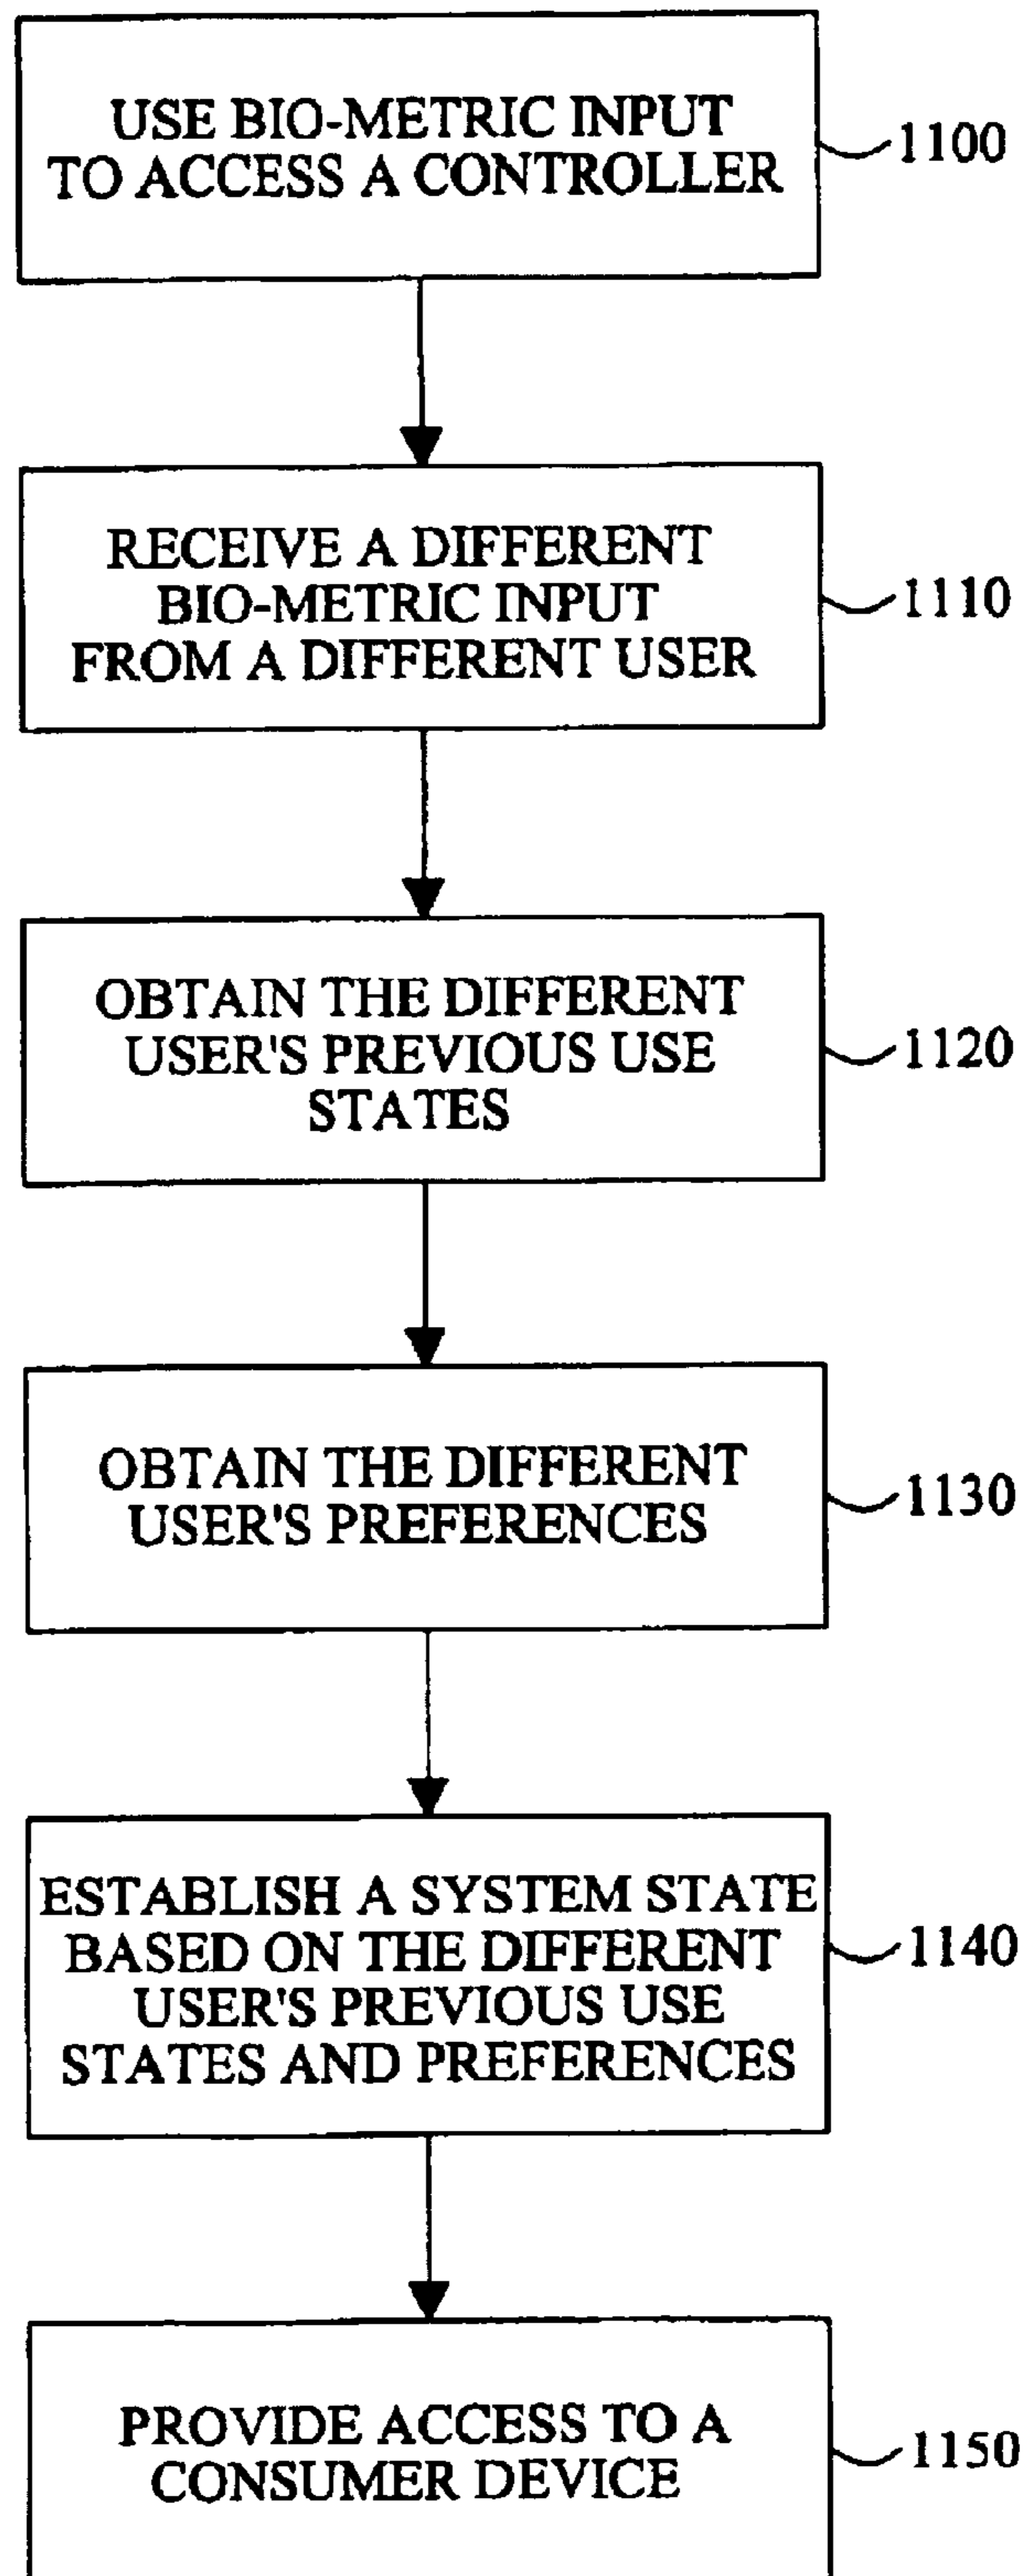 USE BIO-METRIC INPUT
TO ACCESS A CONTROLLER
1100
RECEIVE A DIFFERENT
BIO-METRIC INPUT
FROM A DIFFERENT USER
1110
OBTAIN THE DIFFERENT
USER'S PREVIOUS USE
STATES
1120
OBTAIN THE DIFFERENT
USER'S PREFERENCES
1130
ESTABLISH A SYSTEM STATE
BASED ON THE DIFFERENT
USER'S PREVIOUS USE
STATES AND PREFERENCES
1140
PROVIDE ACCESS TO A
CONSUMER DEVICE
1150